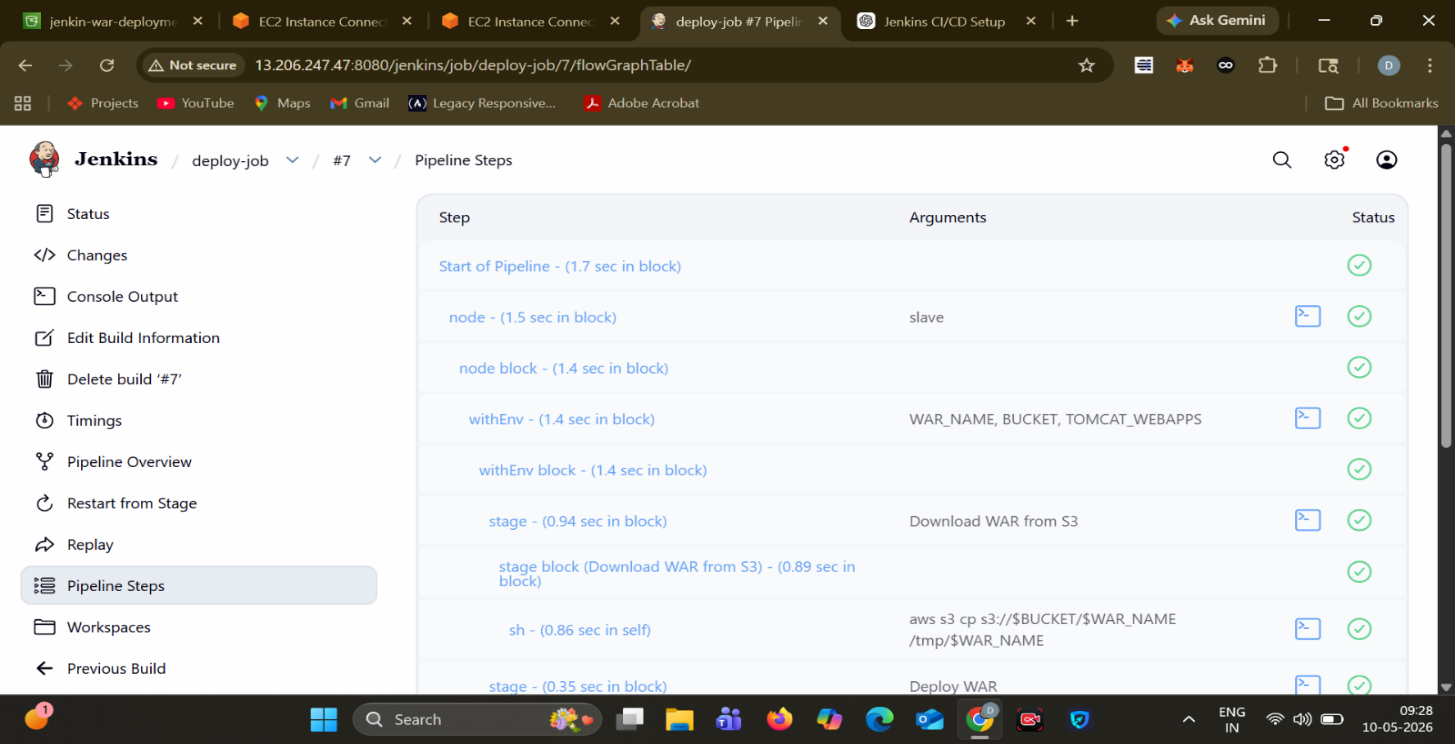 jenkin-war-deployme
EC2 Instance Connec
EC2 Instance Connec
deploy-job #7 Pipelin
Jenkins CI/CD Setup
Ask Gemini
Not secure
13.206.247.47:8080/jenkins/job/deploy-job/7/flowGraphTable/
D
Projects
YouTube
Maps
Gmail
Legacy Responsive...
Adobe Acrobat
All Bookmarks
Jenkins / deploy-job / #7 / Pipeline Steps
Status
Changes
Console Output
Edit Build Information
Delete build ‘#7’
Timings
Pipeline Overview
Restart from Stage
Replay
Pipeline Steps
Workspaces
Previous Build
Step Arguments Status
Start of Pipeline - (1.7 sec in block)
node - (1.5 sec in block) slave
node block - (1.4 sec in block)
withEnv - (1.4 sec in block) WAR_NAME, BUCKET, TOMCAT_WEBAPPS
withEnv block - (1.4 sec in block)
stage - (0.94 sec in block) Download WAR from S3
stage block (Download WAR from S3) - (0.89 sec in
block)
sh - (0.86 sec in self) aws s3 cp s3://$BUCKET/$WAR_NAME
/tmp/$WAR_NAME
stage - (0.35 sec in block) Deploy WAR
1
Search
D
ENG
IN
09:28
10-05-2026